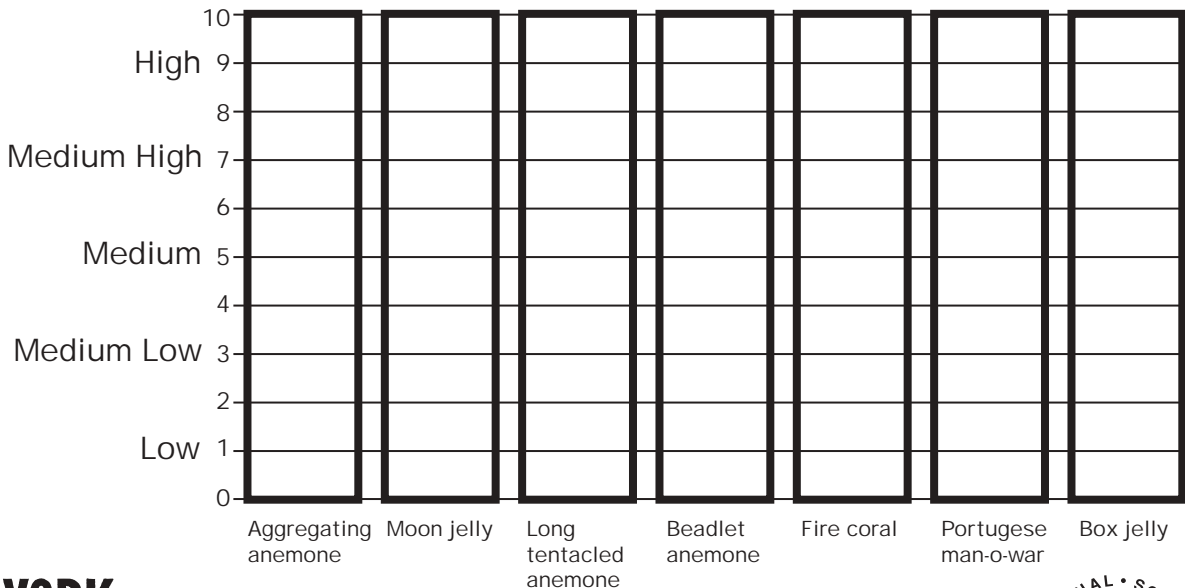 10
High 9
8
Medium High 7
6
Medium 5
4
Medium Low 3
2
Low 1
0
Aggregating anemone
Moon jelly
Long tentacled anemone
Beadlet anemone
Fire coral
Portugese man-o-war
Box jelly